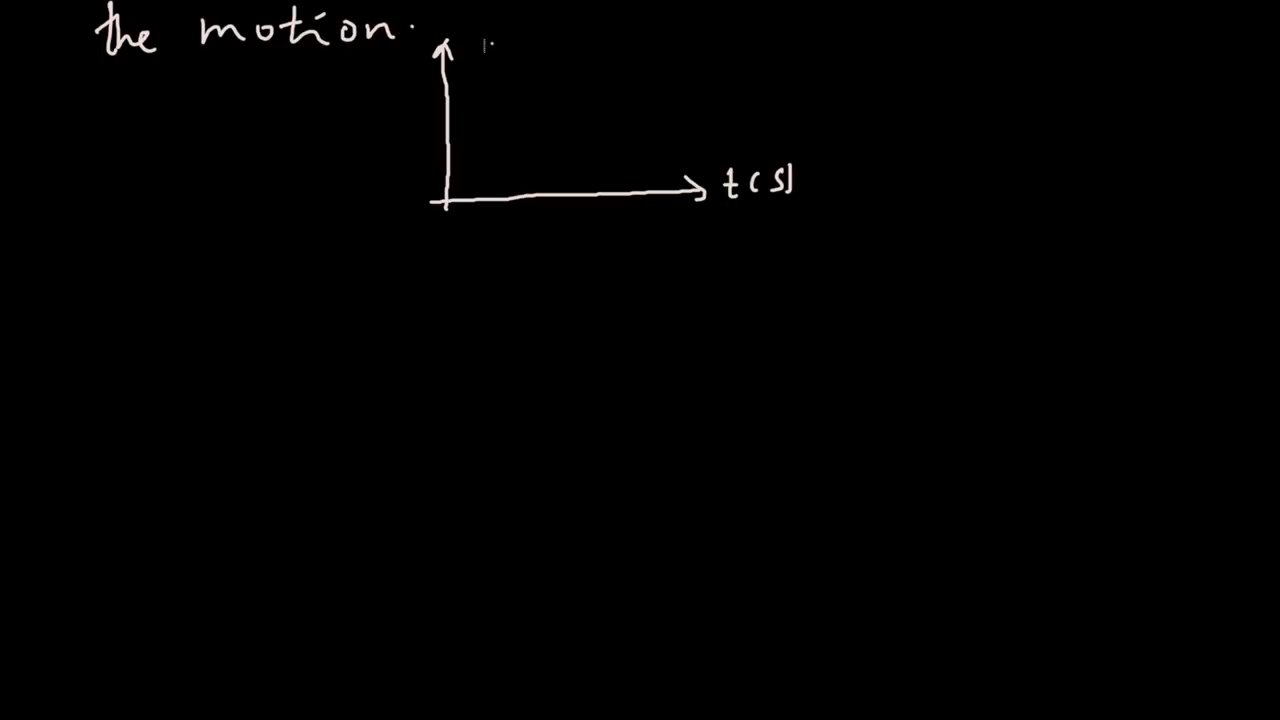 the motion.
t(s)